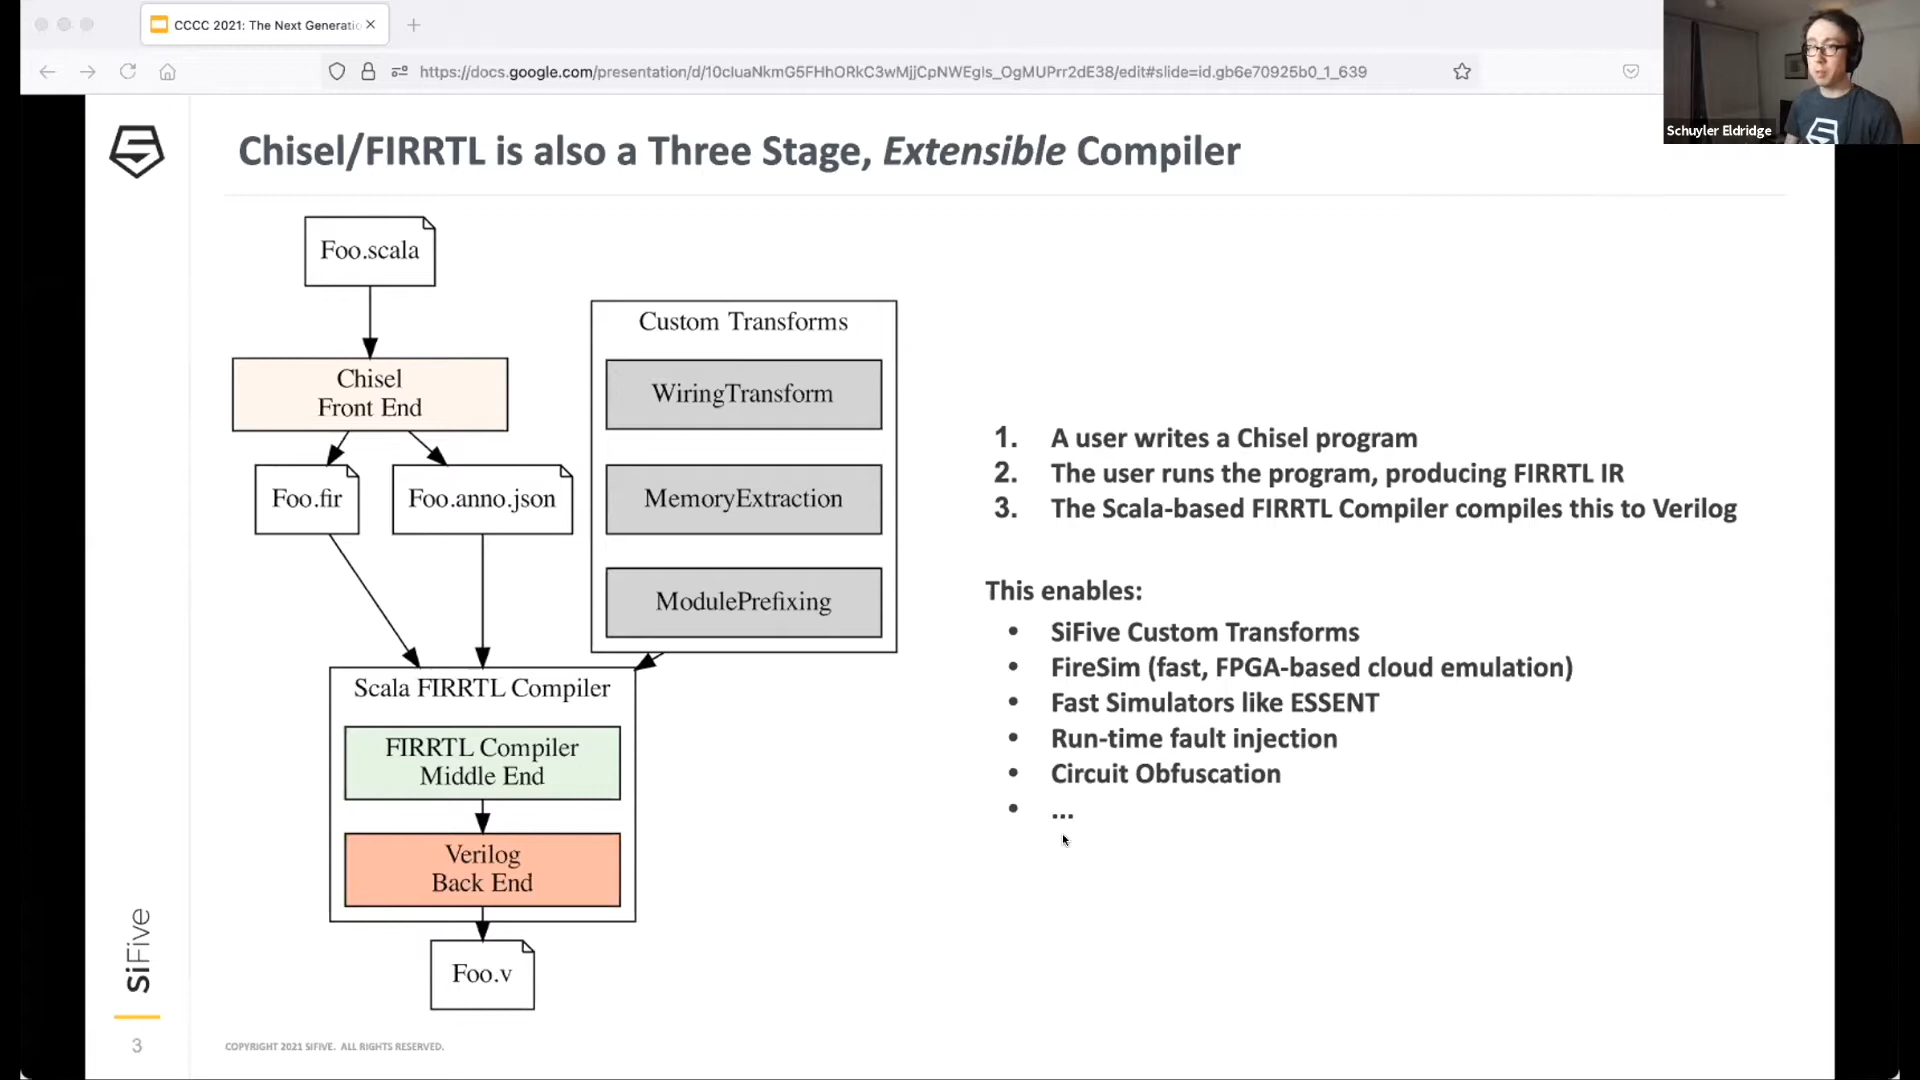 CCCC 2021: The Next Generatio
https://docs.google.com/presentation/d/10cIuaNkmG5FHhORkC3wMjjCpNWEgIs_OgMUPrr2dE38/edit#slide=id.gb6e70925b0_1_639
Schuyler Eldridge
Chisel/FIRRTL is also a Three Stage, Extensible Compiler
Foo.scala
Chisel
Front End
Foo.fir
Foo.anno.json
Custom Transforms
WiringTransform
MemoryExtraction
ModulePrefixing
Scala FIRRTL Compiler
FIRRTL Compiler
Middle End
Verilog
Back End
Foo.v
1. A user writes a Chisel program
2. The user runs the program, producing FIRRTL IR
3. The Scala-based FIRRTL Compiler compiles this to Verilog
This enables:
• SiFive Custom Transforms
• FireSim (fast, FPGA-based cloud emulation)
• Fast Simulators like ESSENT
• Run-time fault injection
• Circuit Obfuscation
• ...
SiFive
3
COPYRIGHT 2021 SIFIVE. ALL RIGHTS RESERVED.